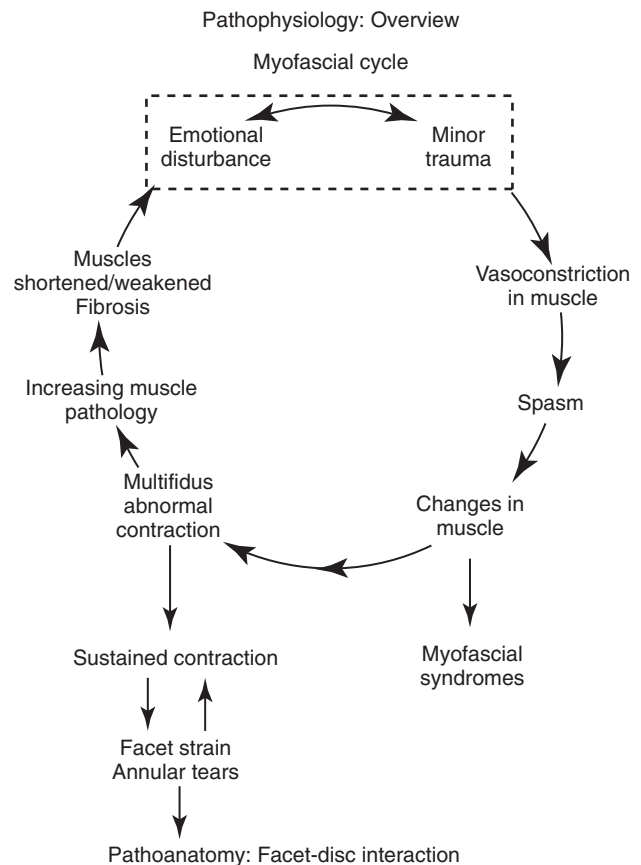 Pathophysiology: Overview
Myofascial cycle
Emotional
disturbance
Minor
trauma
Vasoconstriction
in muscle
Spasm
Changes in
muscle
Myofascial
syndromes
Multifidus
abnormal
contraction
Increasing muscle
pathology
Muscles
shortened/weakened
Fibrosis
Sustained contraction
Facet strain
Annular tears
Pathoanatomy: Facet-disc interaction